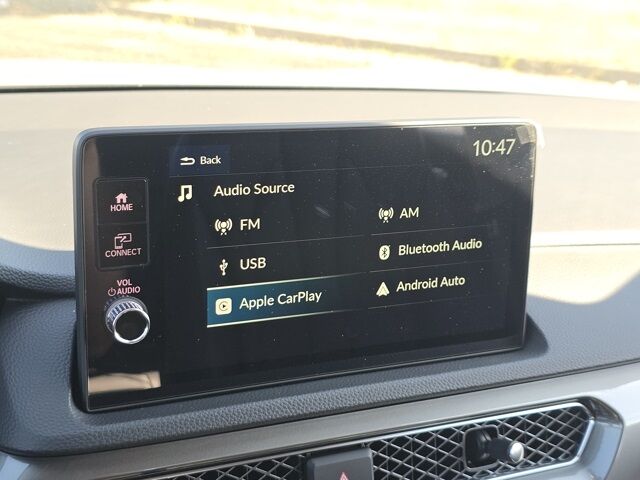 Back
10:47
Audio Source
FM
AM
USB
Bluetooth Audio
Apple CarPlay
Android Auto
HOME
CONNECT
VOL
AUDIO